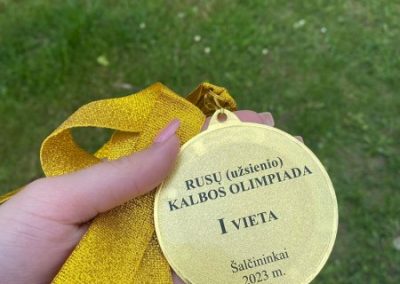 RUSŲ (užsienio)
KALBOS OLIMPIADA
I VIETA
Šalčininkai
2023 m.